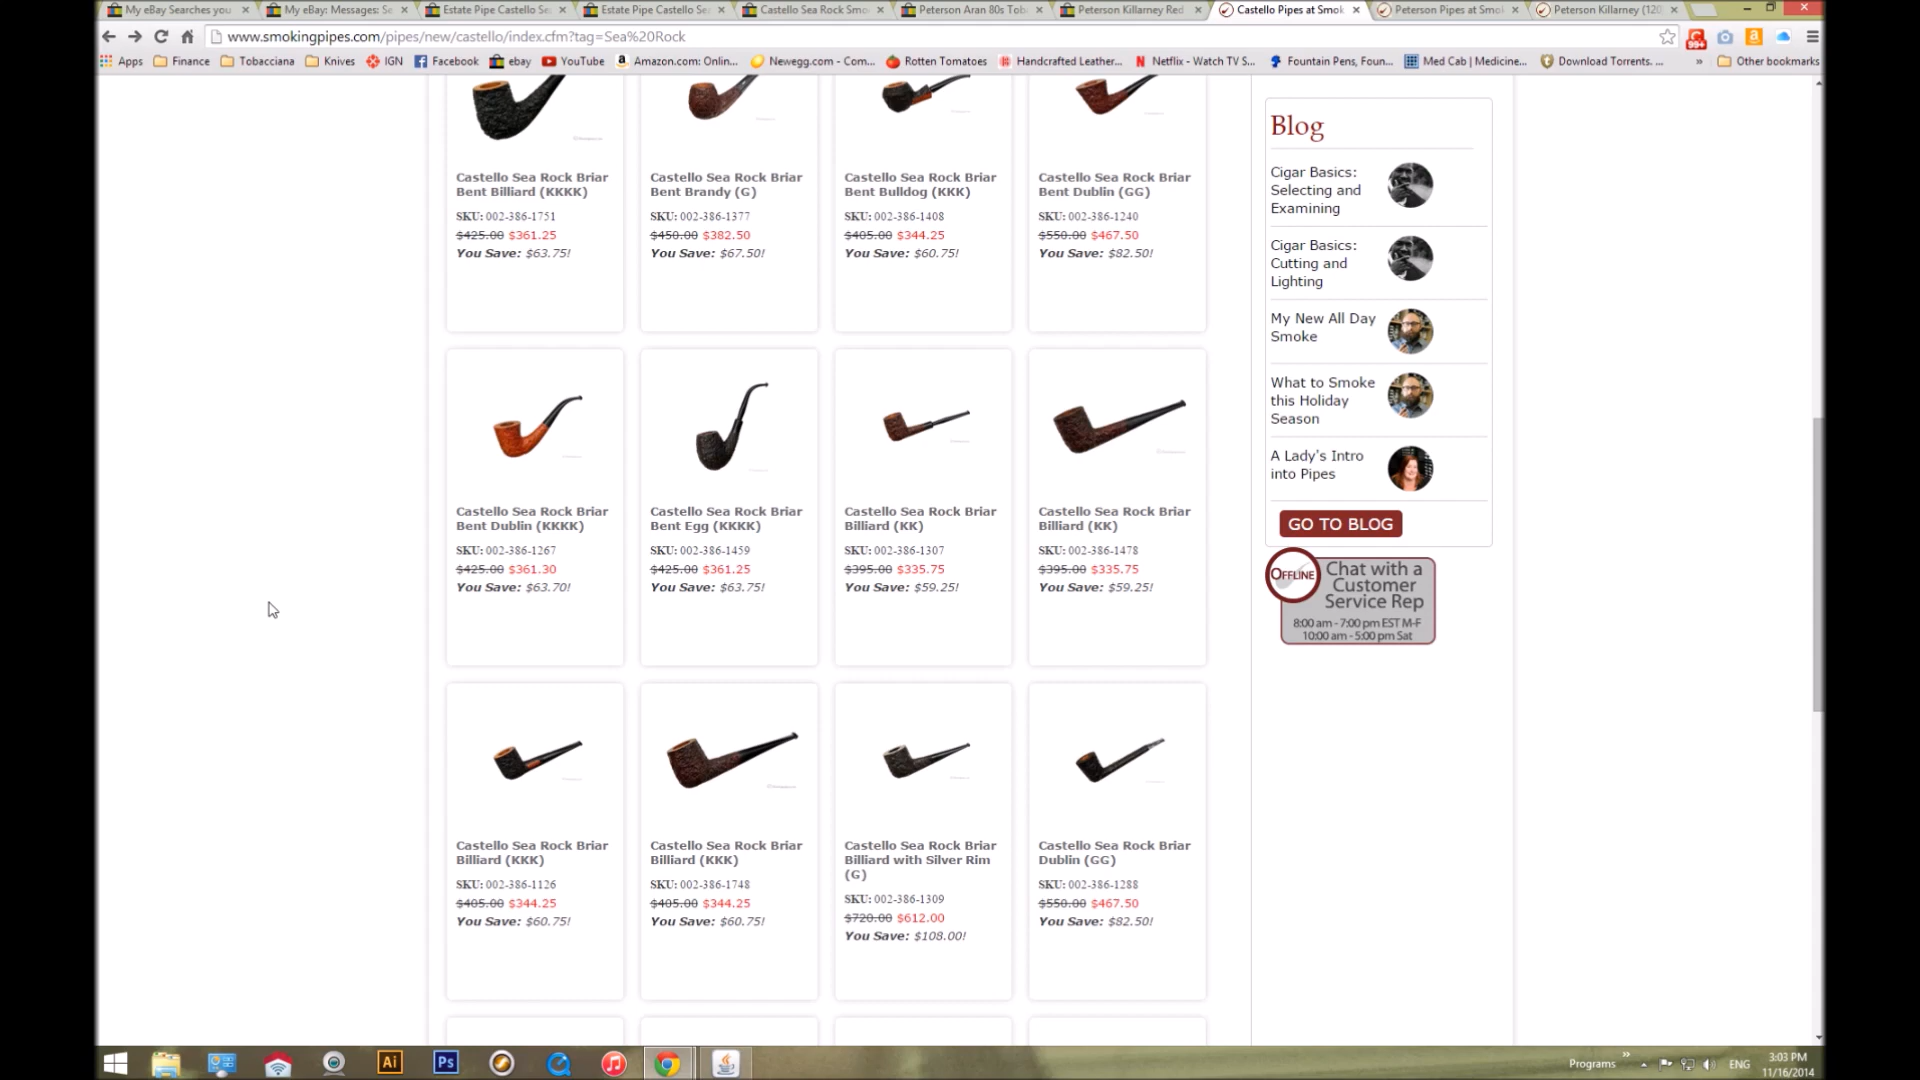 My eBay Searches you
My eBay: Messages: Se
Estate Pipe Castello Se
Estate Pipe Castello Se
Castello Sea Rock Smo
Peterson Aran 80s Tob
Peterson Killarney Red
Castello Pipes at Smok
Peterson Pipes at Smo
Peterson Killarney (120
www.smokingpipes.com/pipes/new/castello/index.cfm?tag=Sea%20Rock
99+
Apps Finance Tobacciana Knives IGN Facebook ebay YouTube Amazon.com: Onlin... Newegg.com - Com... Rotten Tomatoes Handcrafted Leather... Netflix - Watch TV S... Fountain Pens, Foun... Med Cab | Medicine... Download Torrents. ... » Other bookmarks
Castello Sea Rock Briar
Bent Billiard (KKKK)
SKU: 002-386-1751
$425.00 $361.25
You Save: $63.75!
Castello Sea Rock Briar
Bent Brandy (G)
SKU: 002-386-1377
$450.00 $382.50
You Save: $67.50!
Castello Sea Rock Briar
Bent Bulldog (KKK)
SKU: 002-386-1408
$405.00 $344.25
You Save: $60.75!
Castello Sea Rock Briar
Bent Dublin (GG)
SKU: 002-386-1240
$550.00 $467.50
You Save: $82.50!
Castello Sea Rock Briar
Bent Dublin (KKKK)
SKU: 002-386-1267
$425.00 $361.30
You Save: $63.70!
Castello Sea Rock Briar
Bent Egg (KKKK)
SKU: 002-386-1459
$425.00 $361.25
You Save: $63.75!
Castello Sea Rock Briar
Billiard (KK)
SKU: 002-386-1307
$395.00 $335.75
You Save: $59.25!
Castello Sea Rock Briar
Billiard (KK)
SKU: 002-386-1478
$395.00 $335.75
You Save: $59.25!
Castello Sea Rock Briar
Billiard (KKK)
SKU: 002-386-1126
$405.00 $344.25
You Save: $60.75!
Castello Sea Rock Briar
Billiard (KKK)
SKU: 002-386-1748
$405.00 $344.25
You Save: $60.75!
Castello Sea Rock Briar
Billiard with Silver Rim
(G)
SKU: 002-386-1309
$720.00 $612.00
You Save: $108.00!
Castello Sea Rock Briar
Dublin (GG)
SKU: 002-386-1288
$550.00 $467.50
You Save: $82.50!
Blog
Cigar Basics:
Selecting and
Examining
Cigar Basics:
Cutting and
Lighting
My New All Day
Smoke
What to Smoke
this Holiday
Season
A Lady's Intro
into Pipes
GO TO BLOG
OFFLINE
Chat with a
Customer
Service Rep
8:00 am - 7:00 pm EST M-F
10:00 am - 5:00 pm Sat
Ai
Ps
Programs »
ENG
3:03 PM
11/16/2014